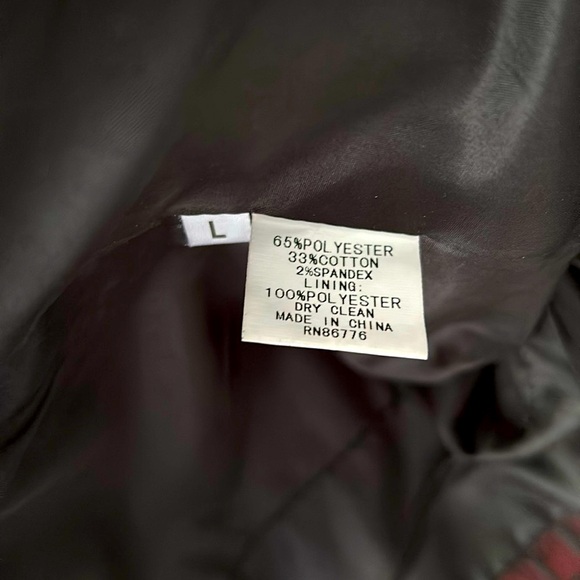 L
65%POLYESTER
33%COTTON
2%SPANDEX
LINING:
100%POLYESTER
DRY CLEAN
MADE IN CHINA
RN86776